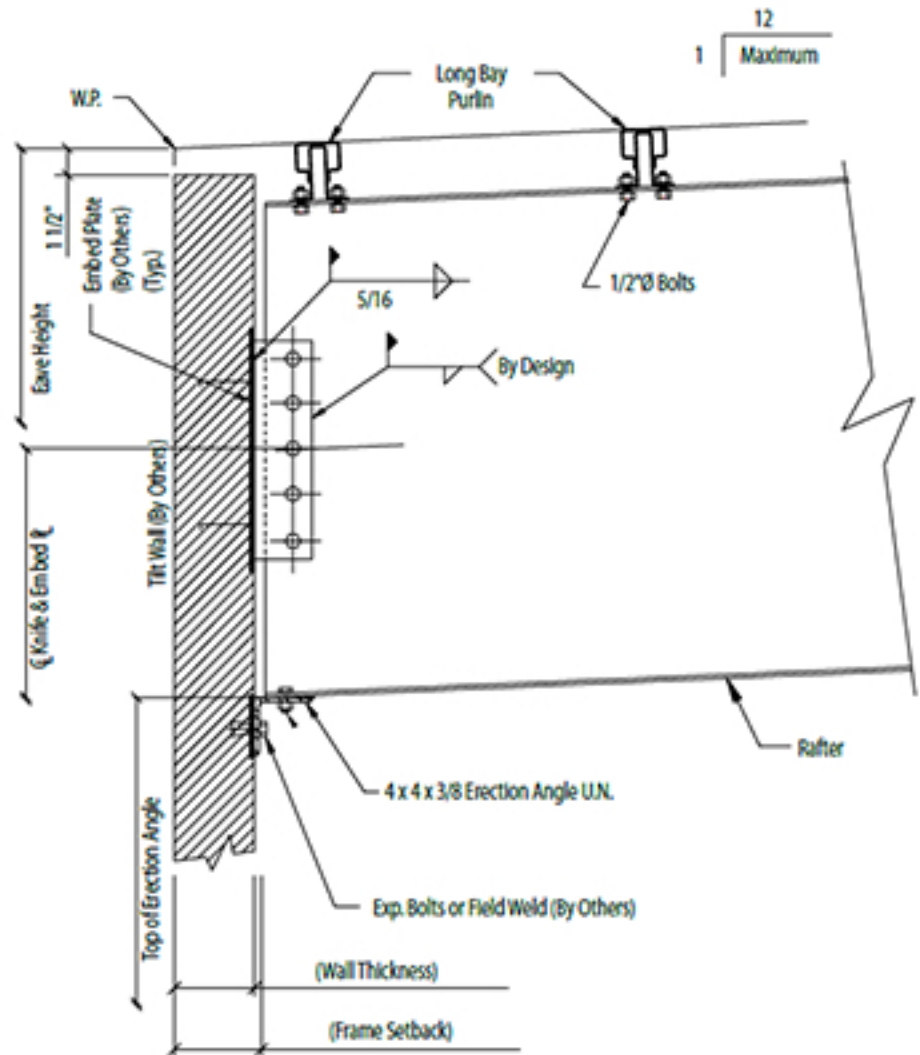 12
1 Maximum
Long Bay
Purlin
W.P.
1 1/2"
Embed Plate
(By Others)
(Typ.)
5/16
1/2"Ø Bolts
Eave Height
By Design
Tilt Wall (By Others)
℄ Knife & Embed ℄
Rafter
4 x 4 x 3/8 Erection Angle U.N.
Top of Erection Angle
Exp. Bolts or Field Weld (By Others)
(Wall Thickness)
(Frame Setback)